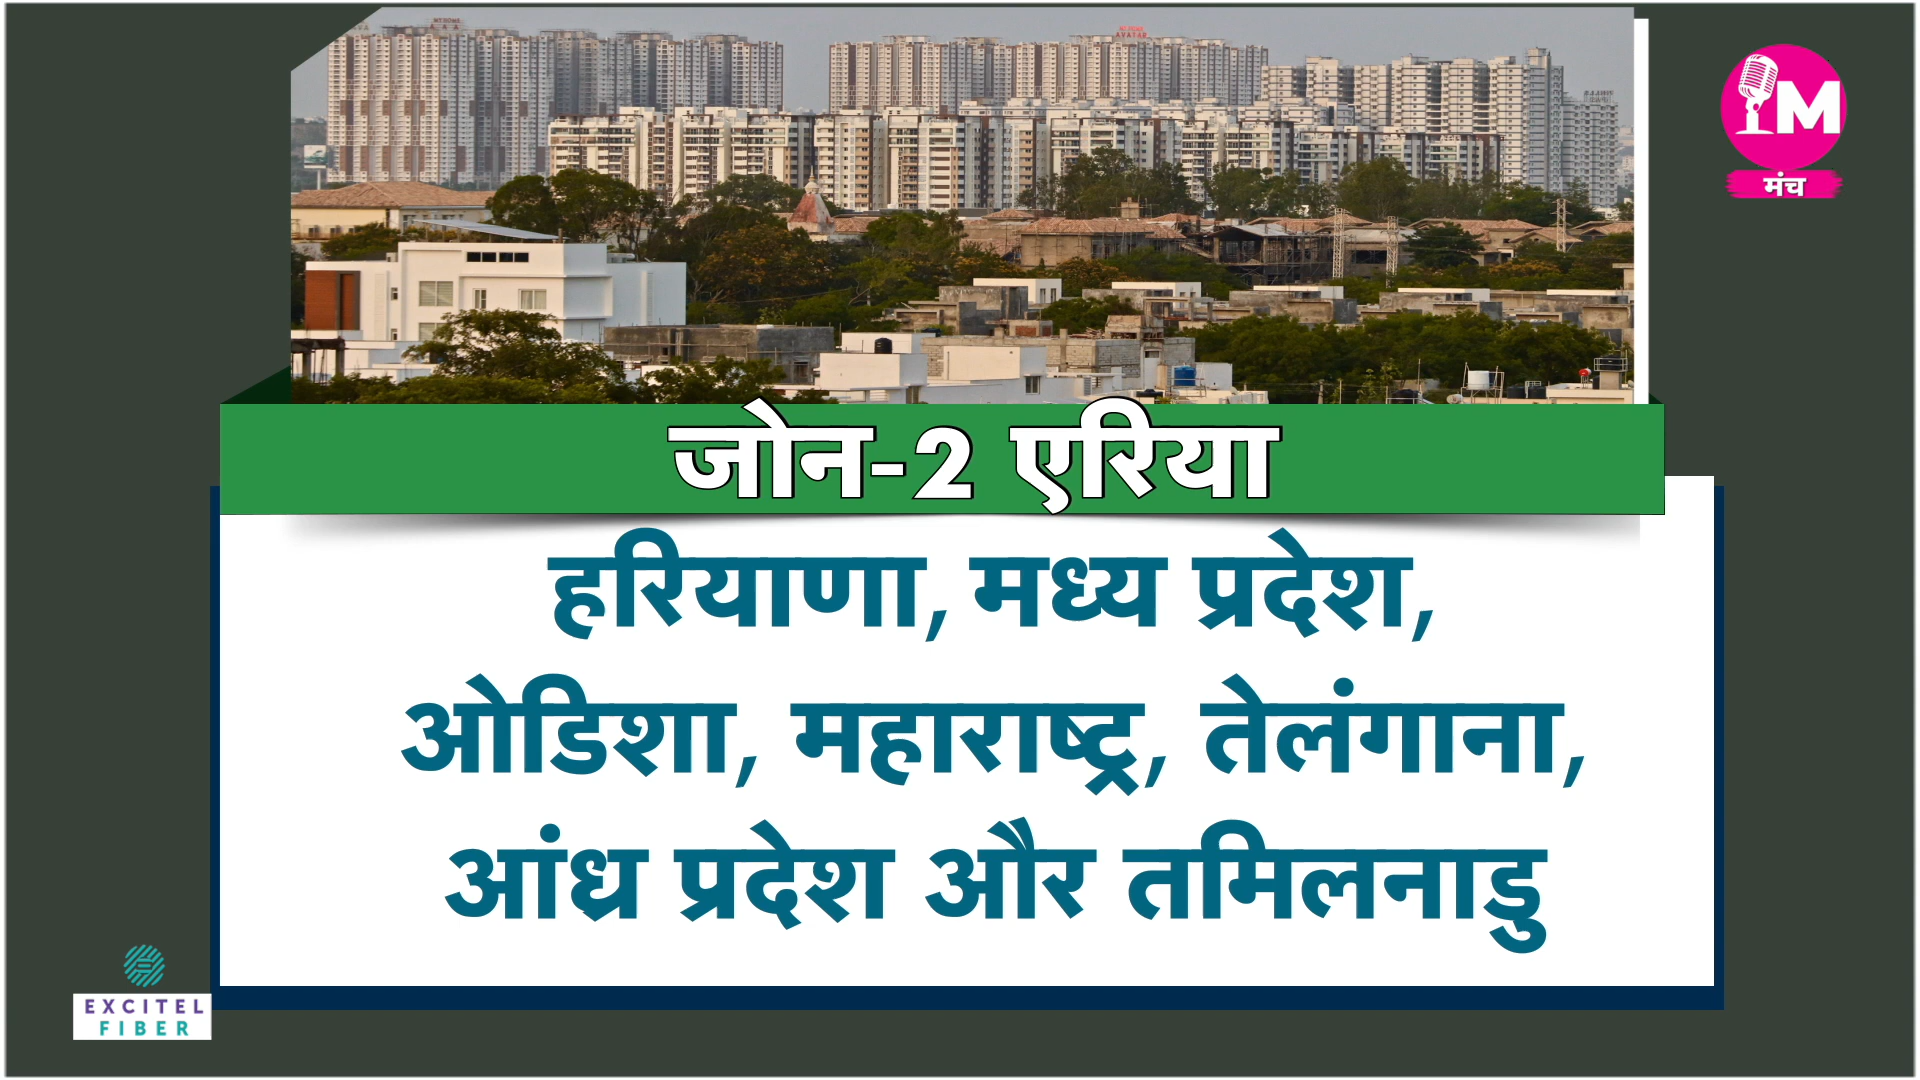 M
मंच
जोन-2 एरिया
हरियाणा, मध्य प्रदेश,
ओडिशा, महाराष्ट्र, तेलंगाना,
आंध्र प्रदेश और तमिलनाडु
EXCITEL
FIBER